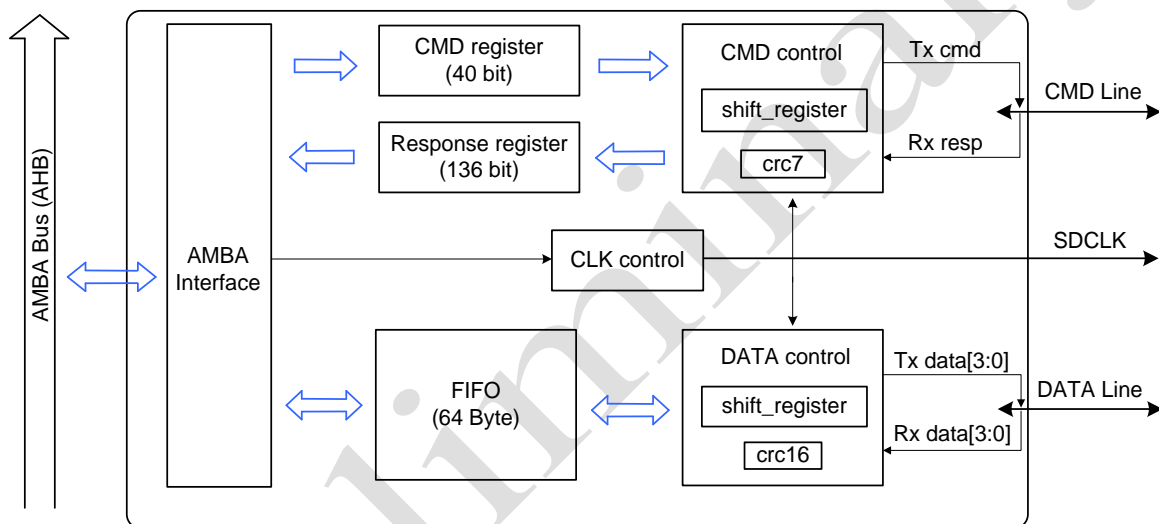 CMD register
(40 bit)
CMD control
Tx cmd
CMD Line
shift_register
Response register
(136 bit)
Rx resp
crc7
AMBA Bus (AHB)
AMBA
Interface
CLK control
SDCLK
FIFO
(64 Byte)
DATA control
Tx data[3:0]
DATA Line
shift_register
Rx data[3:0]
crc16